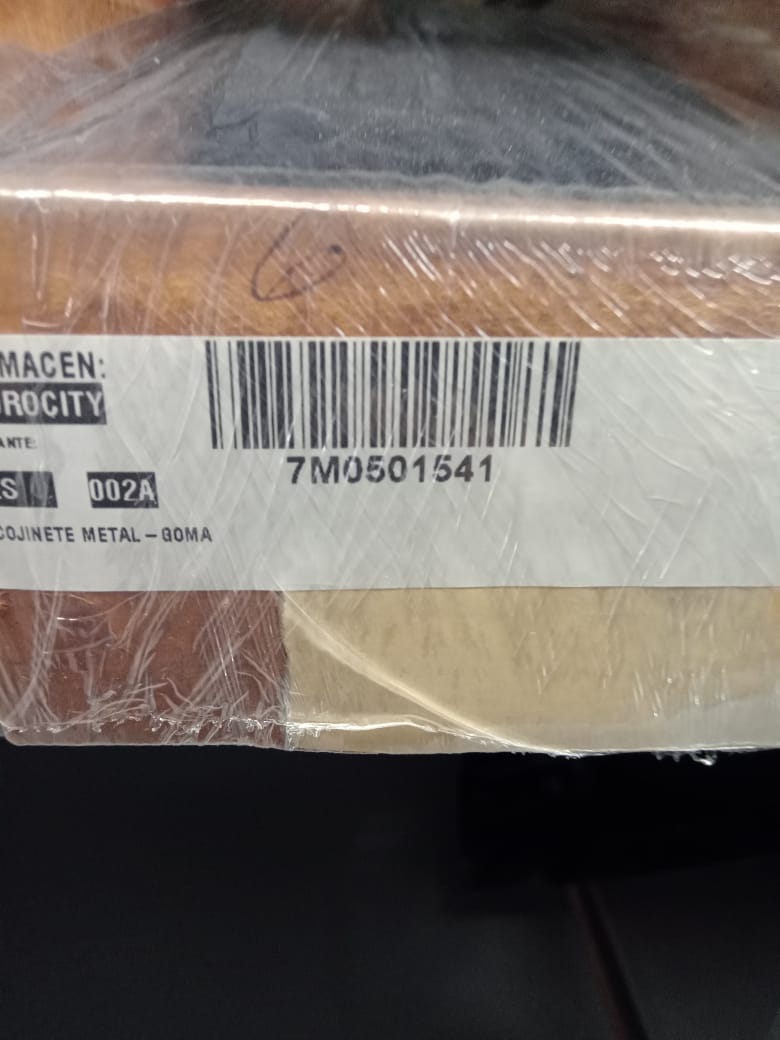 MACEN:
ROCITY
ANTE:
S 002A
COJINETE METAL-GOMA
7M0501541
6